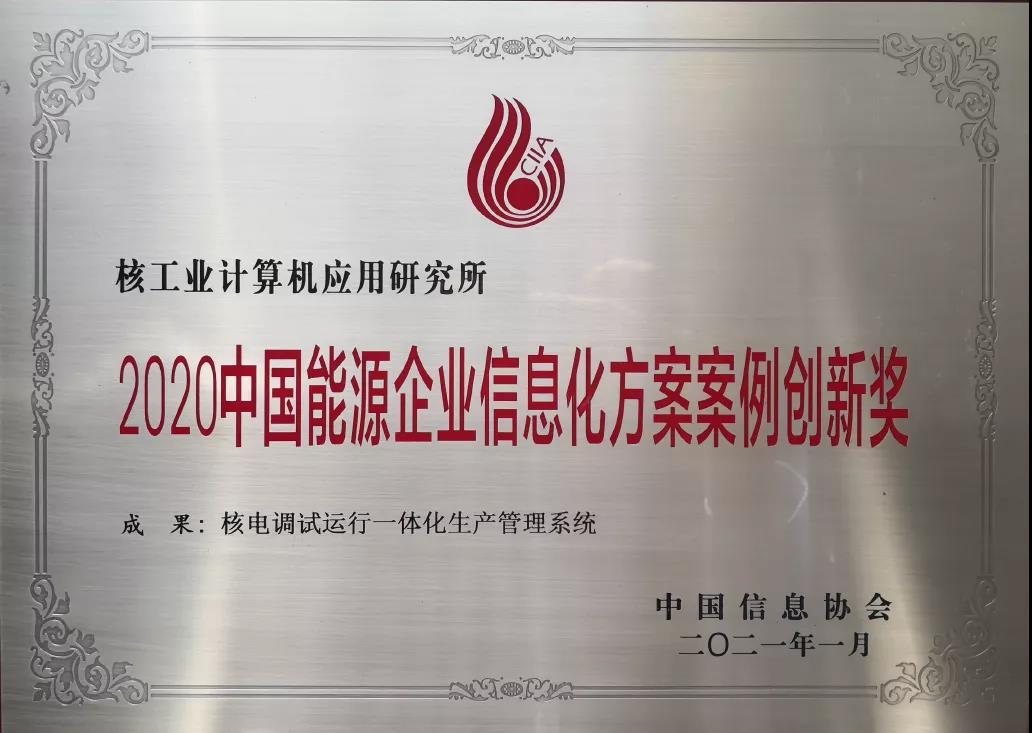 CIIA
核工业计算机应用研究所
2020中国能源企业信息化方案案例创新奖
成 果：核电调试运行一体化生产管理系统
中国信息协会
二〇二一年一月